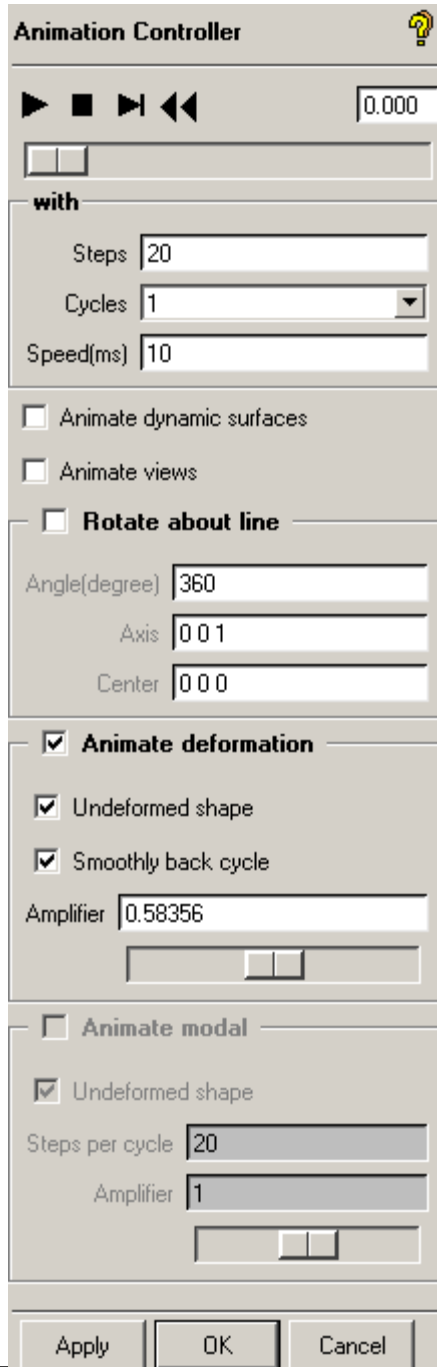 Animation Controller
0.000
with
Steps 20
Cycles 1
Speed(ms) 10
Animate dynamic surfaces
Animate views
Rotate about line
Angle(degree) 360
Axis 0 0 1
Center 0 0 0
Animate deformation
Undeformed shape
Smoothly back cycle
Amplifier 0.58356
Animate modal
Undeformed shape
Steps per cycle 20
Amplifier 1
Apply OK Cancel